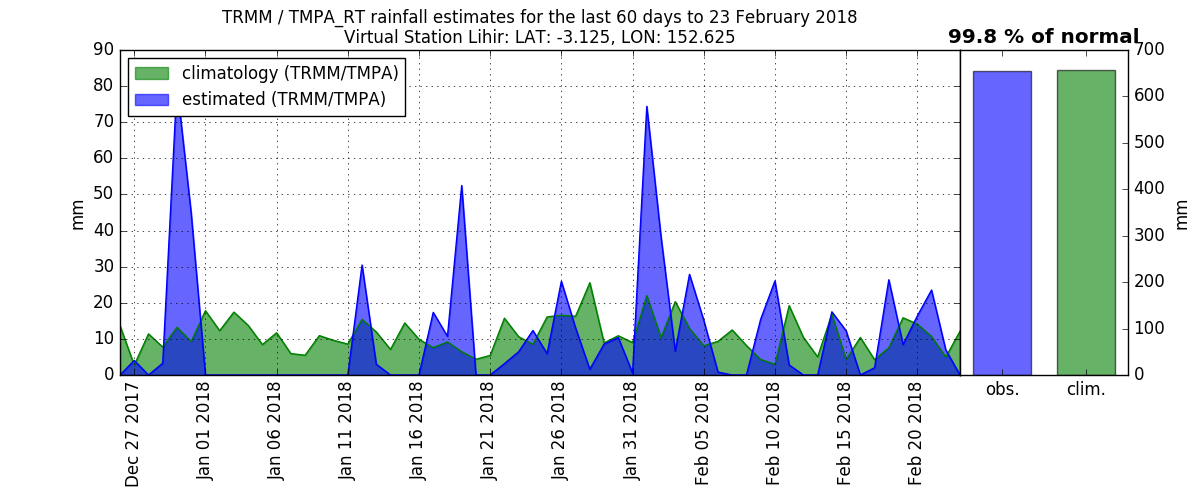 TRMM / TMPA_RT rainfall estimates for the last 60 days to 23 February 2018
Virtual Station Lihir: LAT: -3.125, LON: 152.625
99.8 % of normal
climatology (TRMM/TMPA)
estimated (TRMM/TMPA)
90
80
70
60
50
40
30
20
10
0
mm
Dec 27 2017
Jan 01 2018
Jan 06 2018
Jan 11 2018
Jan 16 2018
Jan 21 2018
Jan 26 2018
Jan 31 2018
Feb 05 2018
Feb 10 2018
Feb 15 2018
Feb 20 2018
obs.
clim.
700
600
500
400
300
200
100
0
mm